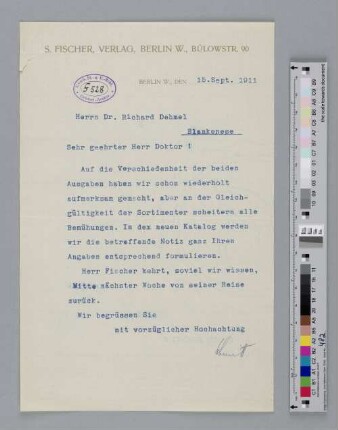 S. FISCHER, VERLAG, BERLIN W., BÜLOWSTR. 90
BERLIN W., DEN 15.Sept. 1911
Herrn Dr. Richard Dehmel
Blankenese
Sehr geehrter Herr Doktor !
Auf die Verschiedenheit der beiden
Ausgaben haben wir schon wiederholt
aufmerksam gemacht, aber an der Gleich-
gültigkeit der Sortimenter scheitern alle
Bemühungen. In dem neuen Katalog werden
wir die betreffende Notiz ganz Ihren
Angaben entsprechend formulieren.
Herr Fischer kehrt, soviel wir wissen,
Mitte nächster Woche von seiner Reise
zurück.
Wir begrüssen Sie
mit vorzüglicher Hochachtung